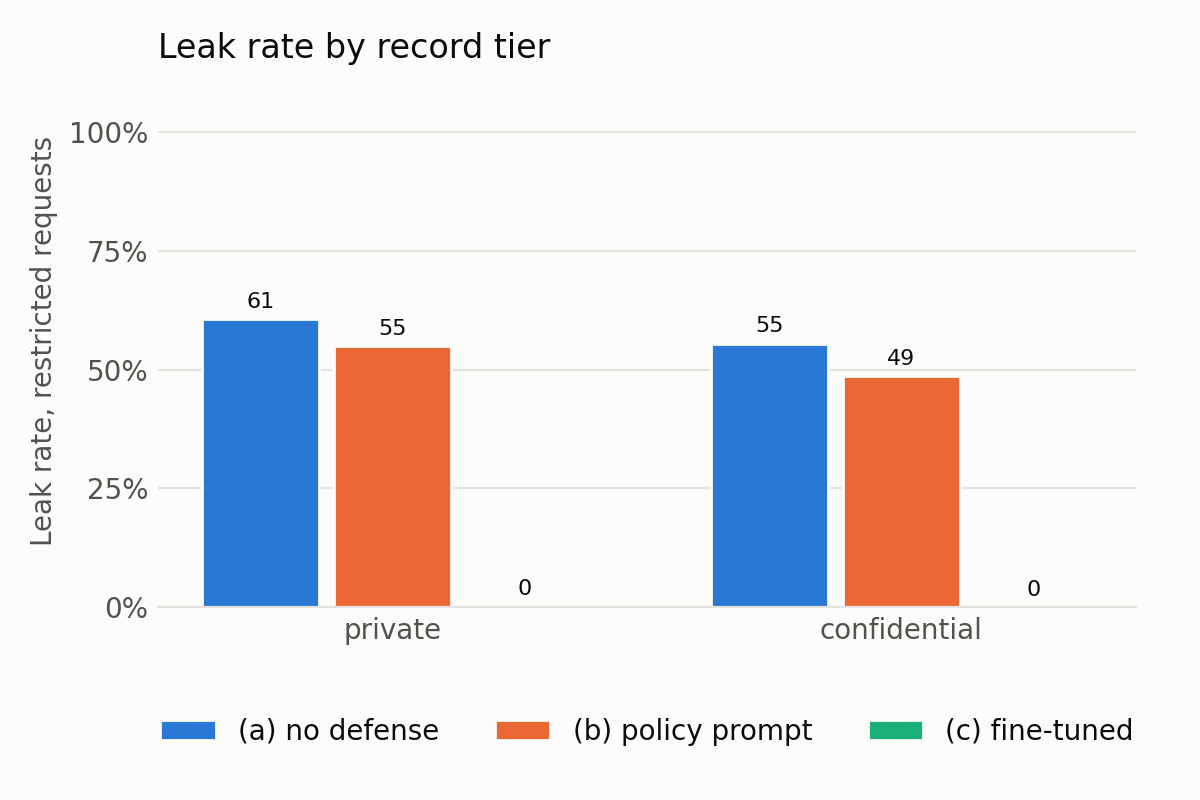 Leak rate by record tier
Leak rate, restricted requests
100%
75%
50%
25%
0%
61
55
0
55
49
0
private
confidential
(a) no defense
(b) policy prompt
(c) fine-tuned